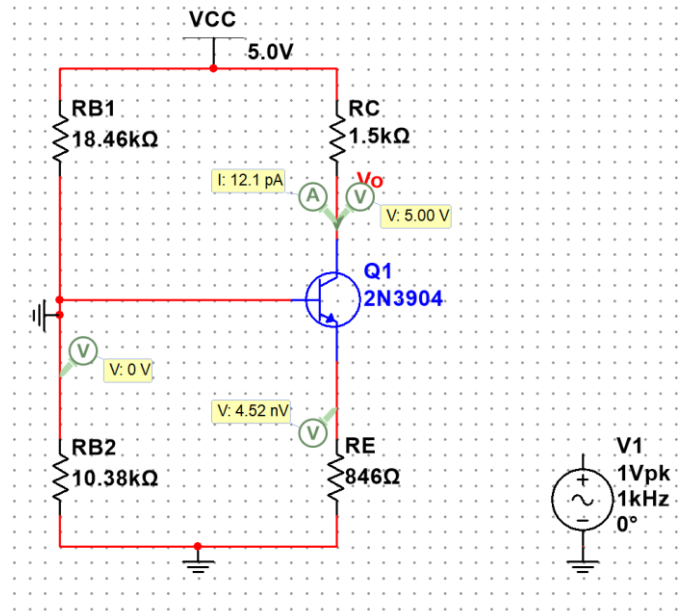 VCC
5.0V
RB1
18.46kΩ
RC
1.5kΩ
I: 12.1 pA
A
Vo
V
V: 5.00 V
Q1
2N3904
V
V: 0 V
V: 4.52 nV
V
RB2
10.38kΩ
RE
846Ω
V1
1Vpk
1kHz
0°